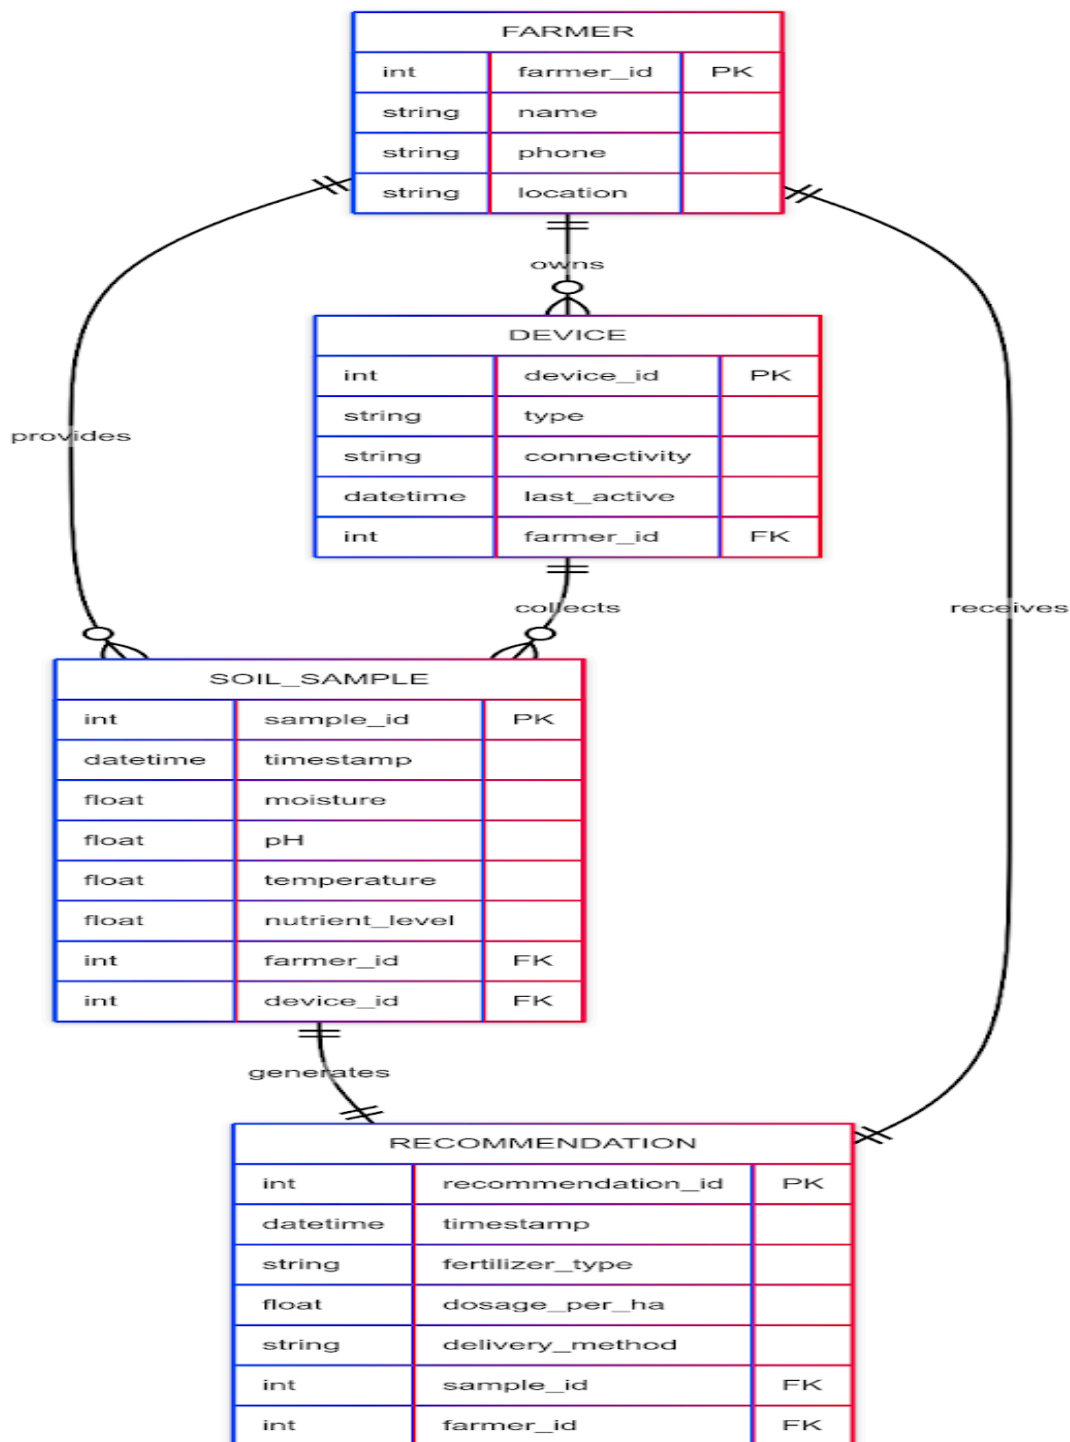 FARMER
int farmer_id PK
string name
string phone
string location
owns
DEVICE
int device_id PK
string type
provides
string connectivity
datetime last_active
int farmer_id FK
collects
receives
SOIL_SAMPLE
int sample_id PK
datetime timestamp
float moisture
float pH
float temperature
float nutrient_level
int farmer_id FK
int device_id FK
generates
RECOMMENDATION
int recommendation_id PK
datetime timestamp
string fertilizer_type
float dosage_per_ha
string delivery_method
int sample_id FK
int farmer_id FK